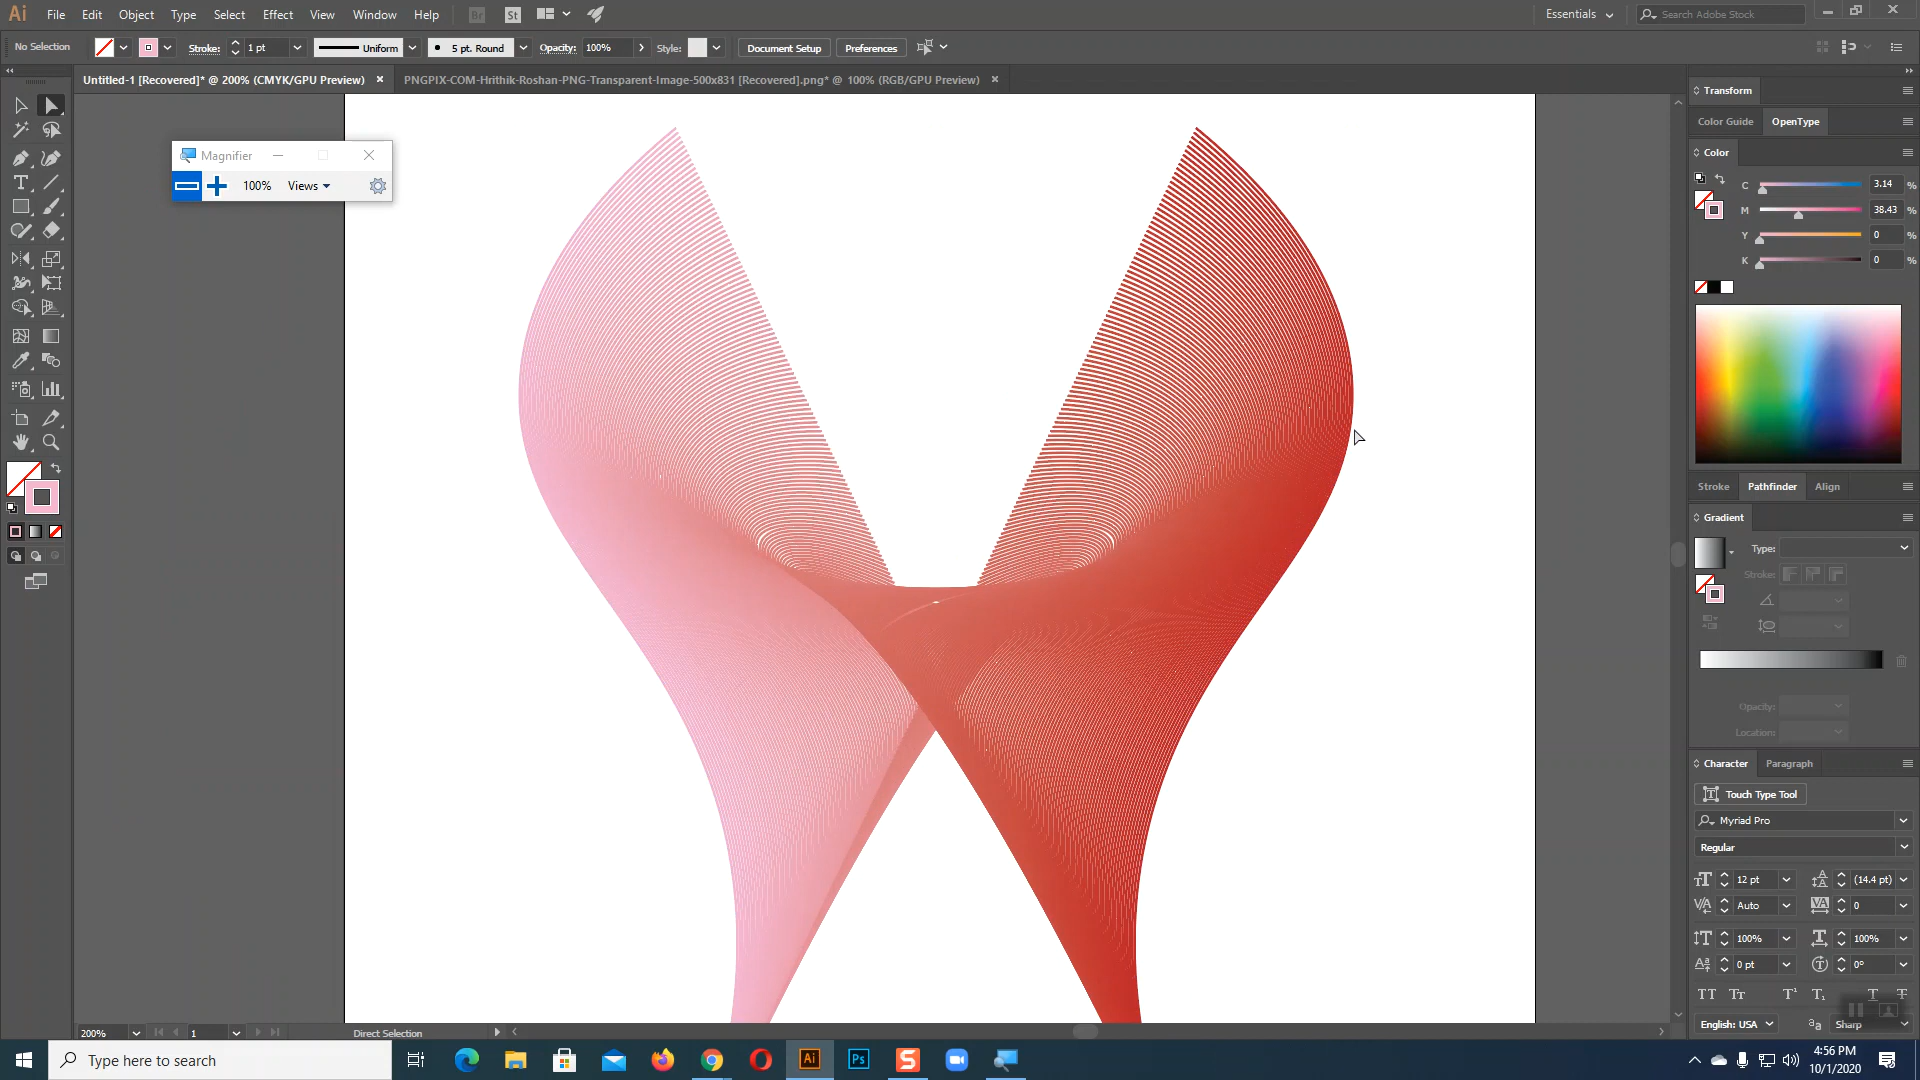 Ai File Edit Object Type Select Effect View Window Help Br St Essentials Search Adobe Stock
No Selection Stroke: 1 pt Uniform 5 pt. Round Opacity: 100% Style: Document Setup Preferences
Untitled-1 [Recovered]* @ 200% (CMYK/GPU Preview) × PNGPIX-COM-Hrithik-Roshan-PNG-Transparent-Image-500x831 [Recovered].png* @ 100% (RGB/GPU Preview) ×
Transform
Color Guide OpenType
Magnifier
Color
100% Views
C 3.14 %
M 38.43 %
Y 0 %
K 0 %
Stroke Pathfinder Align
Gradient
Type:
Stroke:
Opacity:
Location:
Character Paragraph
Touch Type Tool
Myriad Pro
Regular
12 pt (14.4 pt)
Auto 0
100% 100%
0 pt 0°
English: USA Sharp
200% 1 Direct Selection
Type here to search Ai Ps S 4:56 PM
10/1/2020